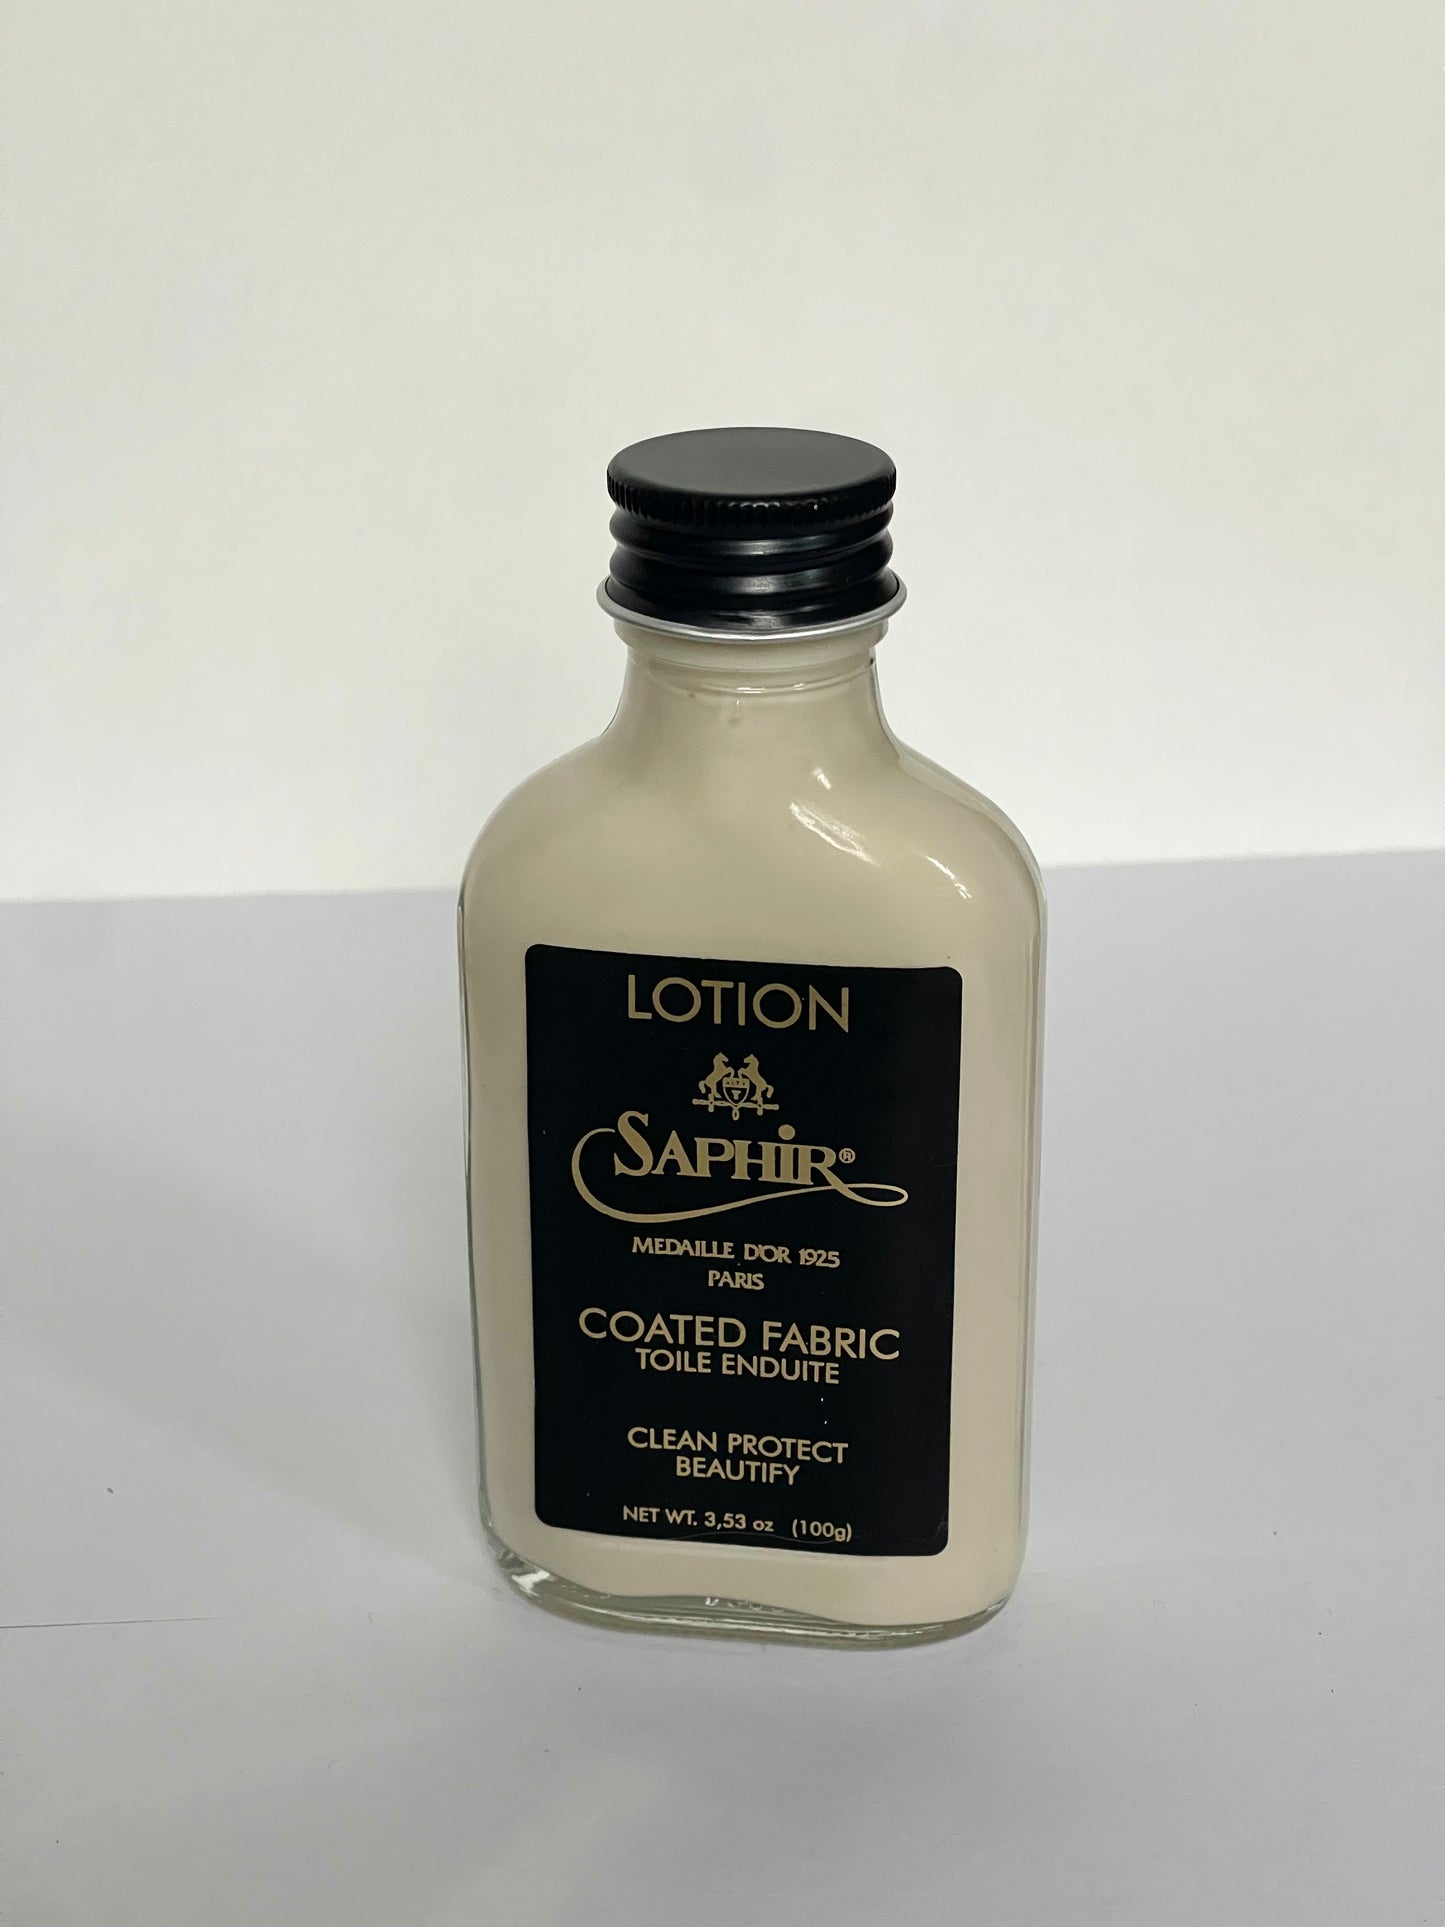 LOTION
T
SAPHIR®
MEDAILLE D'OR 1925
PARIS
COATED FABRIC
TOILE ENDUITE
CLEAN PROTECT
BEAUTIFY
NET WT. 3,53 oz (100g)